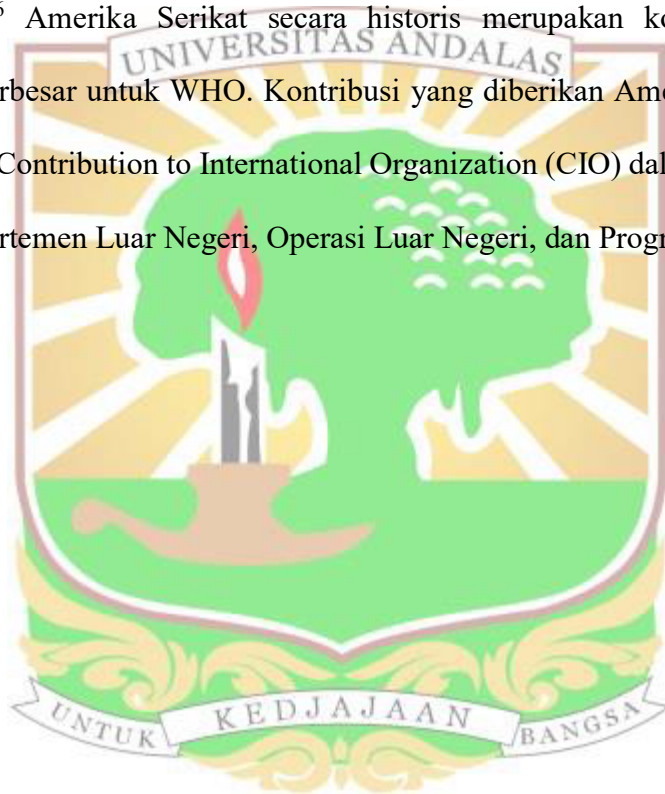 6 Amerika Serikat secara historis merupakan ko
UNIVERSITAS ANDALAS
rbesar untuk WHO. Kontribusi yang diberikan Ame
Contribution to International Organization (CIO) dal
rtemen Luar Negeri, Operasi Luar Negeri, dan Progr
UNTUK KEDJAJAAN BANGSA